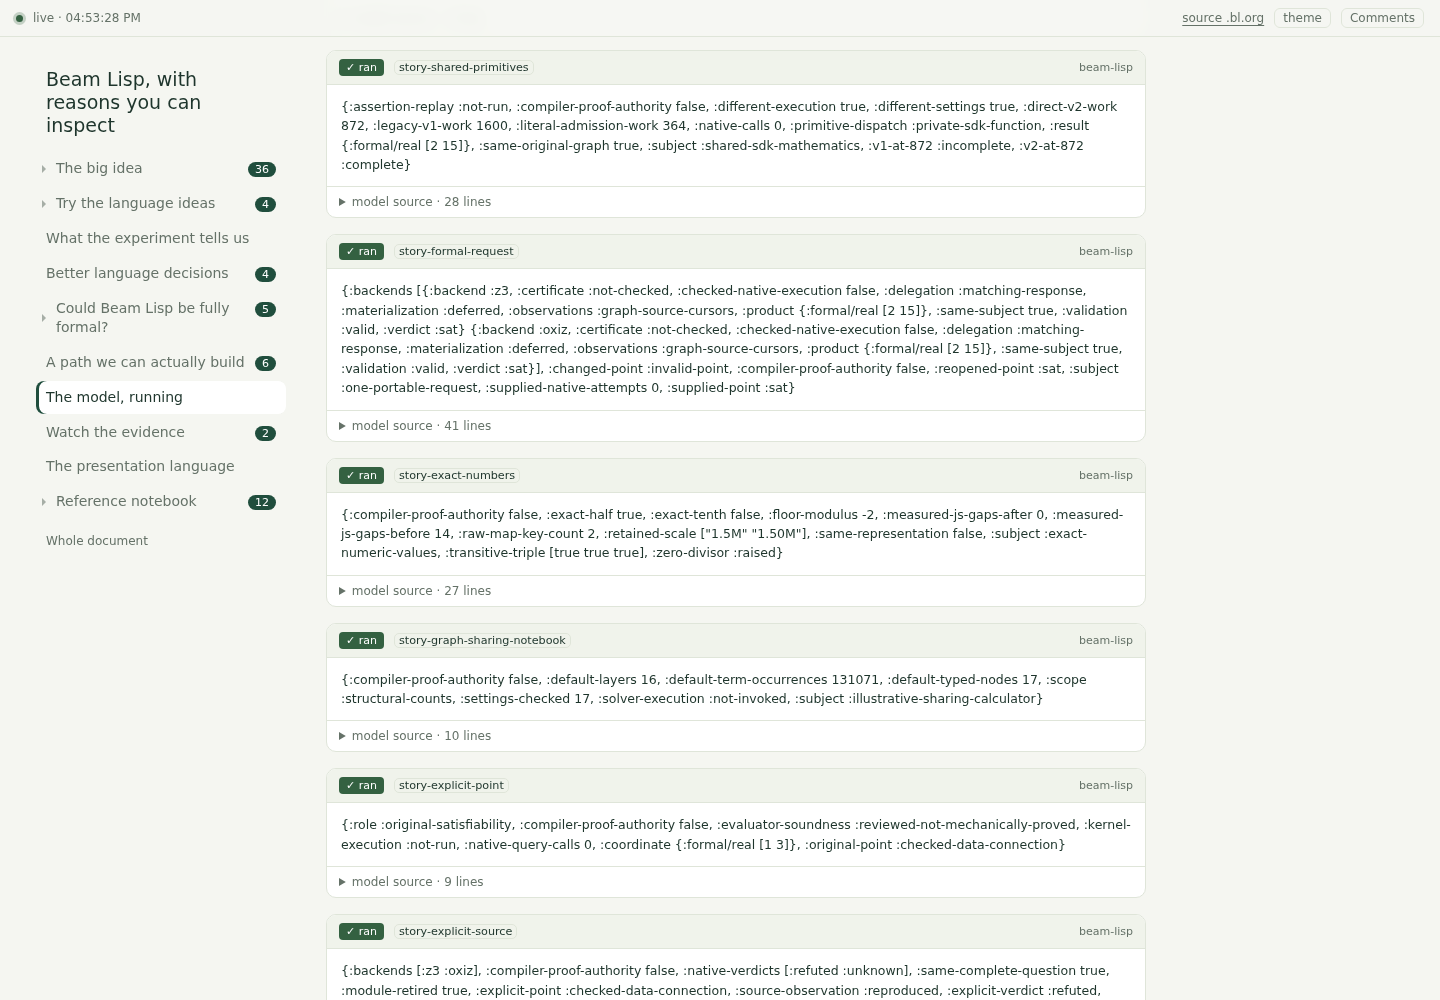 live · 04:53:28 PM
source .bl.org
theme
Comments
Beam Lisp, with
reasons you can
inspect
The big idea
36
Try the language ideas
4
What the experiment tells us
Better language decisions
4
Could Beam Lisp be fully
formal?
5
A path we can actually build
6
The model, running
Watch the evidence
2
The presentation language
Reference notebook
12
Whole document
✓ ran
story-shared-primitives
beam-lisp
{:assertion-replay :not-run, :compiler-proof-authority false, :different-execution true, :different-settings true, :direct-v2-work
872, :legacy-v1-work 1600, :literal-admission-work 364, :native-calls 0, :primitive-dispatch :private-sdk-function, :result
{:formal/real [2 15]}, :same-original-graph true, :subject :shared-sdk-mathematics, :v1-at-872 :incomplete, :v2-at-872
:complete}
model source · 28 lines
✓ ran
story-formal-request
beam-lisp
{:backends [{:backend :z3, :certificate :not-checked, :checked-native-execution false, :delegation :matching-response,
:materialization :deferred, :observations :graph-source-cursors, :product {:formal/real [2 15]}, :same-subject true, :validation
:valid, :verdict :sat} {:backend :oxiz, :certificate :not-checked, :checked-native-execution false, :delegation :matching-
response, :materialization :deferred, :observations :graph-source-cursors, :product {:formal/real [2 15]}, :same-subject true,
:validation :valid, :verdict :sat}], :changed-point :invalid-point, :compiler-proof-authority false, :reopened-point :sat, :subject
:one-portable-request, :supplied-native-attempts 0, :supplied-point :sat}
model source · 41 lines
✓ ran
story-exact-numbers
beam-lisp
{:compiler-proof-authority false, :exact-half true, :exact-tenth false, :floor-modulus -2, :measured-js-gaps-after 0, :measured-
js-gaps-before 14, :raw-map-key-count 2, :retained-scale ["1.5M" "1.50M"], :same-representation false, :subject :exact-
numeric-values, :transitive-triple [true true true], :zero-divisor :raised}
model source · 27 lines
✓ ran
story-graph-sharing-notebook
beam-lisp
{:compiler-proof-authority false, :default-layers 16, :default-term-occurrences 131071, :default-typed-nodes 17, :scope
:structural-counts, :settings-checked 17, :solver-execution :not-invoked, :subject :illustrative-sharing-calculator}
model source · 10 lines
✓ ran
story-explicit-point
beam-lisp
{:role :original-satisfiability, :compiler-proof-authority false, :evaluator-soundness :reviewed-not-mechanically-proved, :kernel-
execution :not-run, :native-query-calls 0, :coordinate {:formal/real [1 3]}, :original-point :checked-data-connection}
model source · 9 lines
✓ ran
story-explicit-source
beam-lisp
{:backends [:z3 :oxiz], :compiler-proof-authority false, :native-verdicts [:refuted :unknown], :same-complete-question true,
:module-retired true, :explicit-point :checked-data-connection, :source-observation :reproduced, :explicit-verdict :refuted,